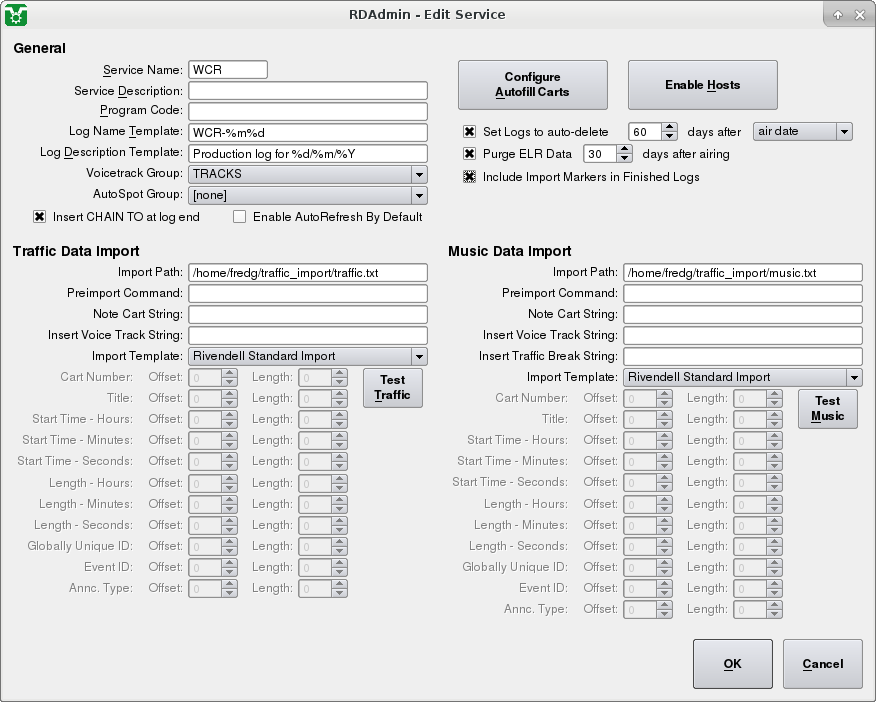 RDAdmin - Edit Service
General
Service Name: WCR
Service Description:
Program Code:
Log Name Template: WCR-%m%d
Log Description Template: Production log for %d/%m/%Y
Voicetrack Group: TRACKS
AutoSpot Group: [none]
Insert CHAIN TO at log end Enable AutoRefresh By Default
Configure
Autofill Carts
Enable Hosts
Set Logs to auto-delete 60 days after air date
Purge ELR Data 30 days after airing
Include Import Markers in Finished Logs
Traffic Data Import
Import Path: /home/fredg/traffic_import/traffic.txt
Preimport Command:
Note Cart String:
Insert Voice Track String:
Import Template: Rivendell Standard Import
Cart Number: Offset: 0 Length: 0
Title: Offset: 0 Length: 0
Start Time - Hours: Offset: 0 Length: 0
Start Time - Minutes: Offset: 0 Length: 0
Start Time - Seconds: Offset: 0 Length: 0
Length - Hours: Offset: 0 Length: 0
Length - Minutes: Offset: 0 Length: 0
Length - Seconds: Offset: 0 Length: 0
Globally Unique ID: Offset: 0 Length: 0
Event ID: Offset: 0 Length: 0
Annc. Type: Offset: 0 Length: 0
Test
Traffic
Music Data Import
Import Path: /home/fredg/traffic_import/music.txt
Preimport Command:
Note Cart String:
Insert Voice Track String:
Insert Traffic Break String:
Import Template: Rivendell Standard Import
Cart Number: Offset: 0 Length: 0
Title: Offset: 0 Length: 0
Start Time - Hours: Offset: 0 Length: 0
Start Time - Minutes: Offset: 0 Length: 0
Start Time - Seconds: Offset: 0 Length: 0
Length - Hours: Offset: 0 Length: 0
Length - Minutes: Offset: 0 Length: 0
Length - Seconds: Offset: 0 Length: 0
Globally Unique ID: Offset: 0 Length: 0
Event ID: Offset: 0 Length: 0
Annc. Type: Offset: 0 Length: 0
Test
Music
OK
Cancel